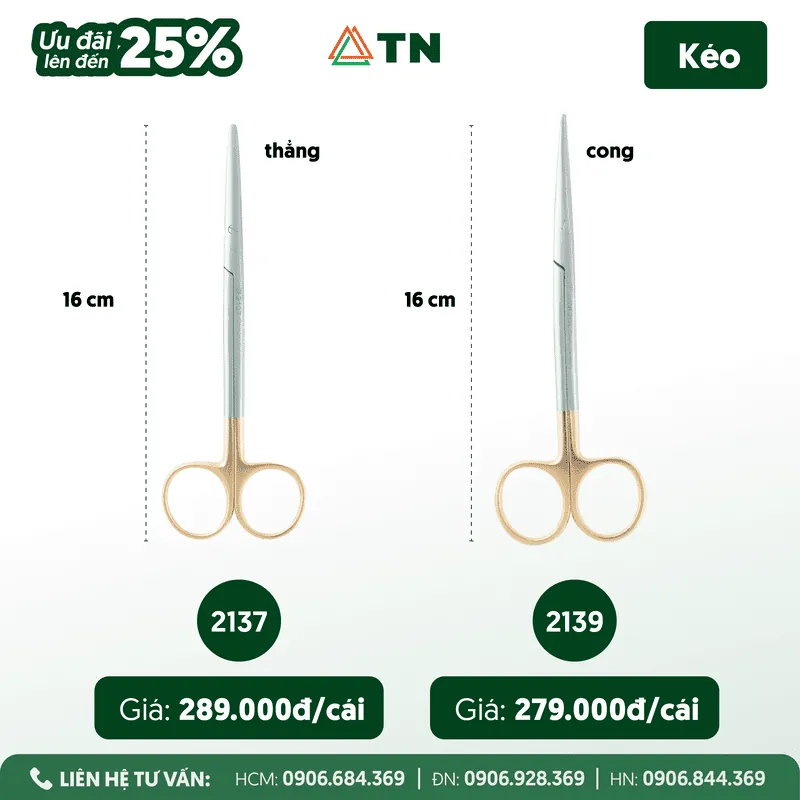 Ưu đãi
lên đến 25%
TN
Kéo
thẳng
cong
16 cm
16 cm
2137
2139
Giá: 289.000đ/cái
Giá: 279.000đ/cái
LIÊN HỆ TƯ VẤN: HCM: 0906.684.369 | ĐN: 0906.928.369 | HN: 0906.844.369